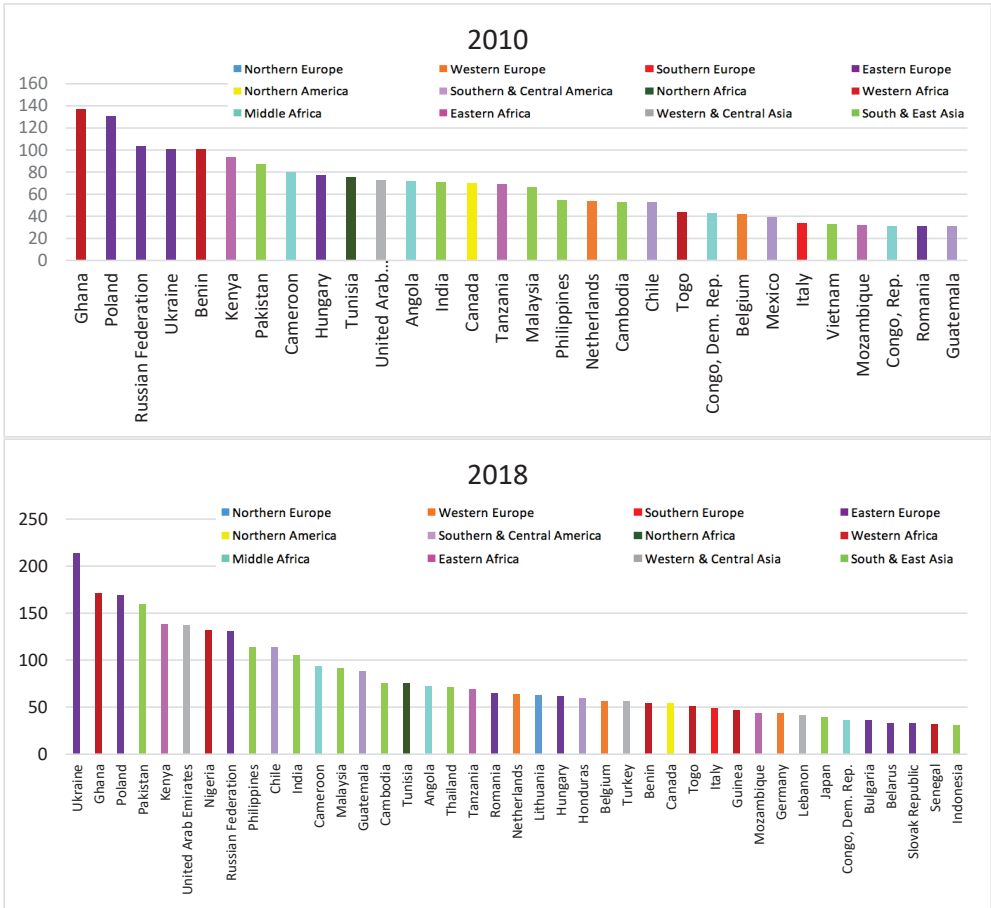 2010
Northern Europe Western Europe Southern Europe Eastern Europe
Northern America Southern & Central America Northern Africa Western Africa
Middle Africa Eastern Africa Western & Central Asia South & East Asia
160
140
120
100
80
60
40
20
0
Ghana
Poland
Russian Federation
Ukraine
Benin
Kenya
Pakistan
Cameroon
Hungary
Tunisia
United Arab...
Angola
India
Canada
Tanzania
Malaysia
Philippines
Netherlands
Cambodia
Chile
Togo
Congo, Dem. Rep.
Belgium
Mexico
Italy
Vietnam
Mozambique
Congo, Rep.
Romania
Guatemala
2018
Northern Europe Western Europe Southern Europe Eastern Europe
Northern America Southern & Central America Northern Africa Western Africa
Middle Africa Eastern Africa Western & Central Asia South & East Asia
250
200
150
100
50
0
Ukraine
Ghana
Poland
Pakistan
Kenya
United Arab Emirates
Nigeria
Russian Federation
Philippines
Chile
India
Cameroon
Malaysia
Guatemala
Cambodia
Tunisia
Angola
Thailand
Tanzania
Romania
Netherlands
Lithuania
Hungary
Honduras
Belgium
Turkey
Benin
Canada
Togo
Italy
Guinea
Mozambique
Germany
Lebanon
Japan
Congo, Dem. Rep.
Bulgaria
Belarus
Slovak Republic
Senegal
Indonesia